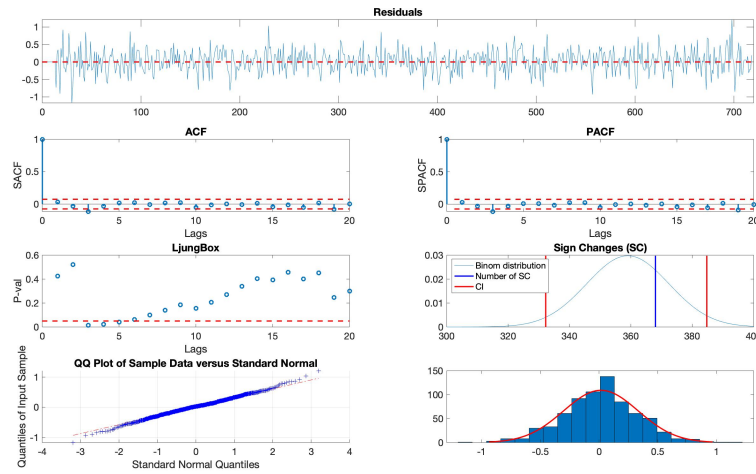 Residuals
1
0.5
0
-0.5
-1
0 100 200 300 400 500 600 700
ACF
SACF
1
0.5
0
0 5 10 15 20
Lags
PACF
SPACF
1
0.5
0
0 5 10 15 20
Lags
LjungBox
P-val
0.6
0.4
0.2
0
0 5 10 15 20
Lags
Sign Changes (SC)
0.03
0.02
0.01
0
Binom distribution
Number of SC
CI
300 320 340 360 380 400
QQ Plot of Sample Data versus Standard Normal
Quantiles of Input Sample
1
0
-1
-4 -3 -2 -1 0 1 2 3 4
Standard Normal Quantiles
150
100
50
0
-1 -0.5 0 0.5 1